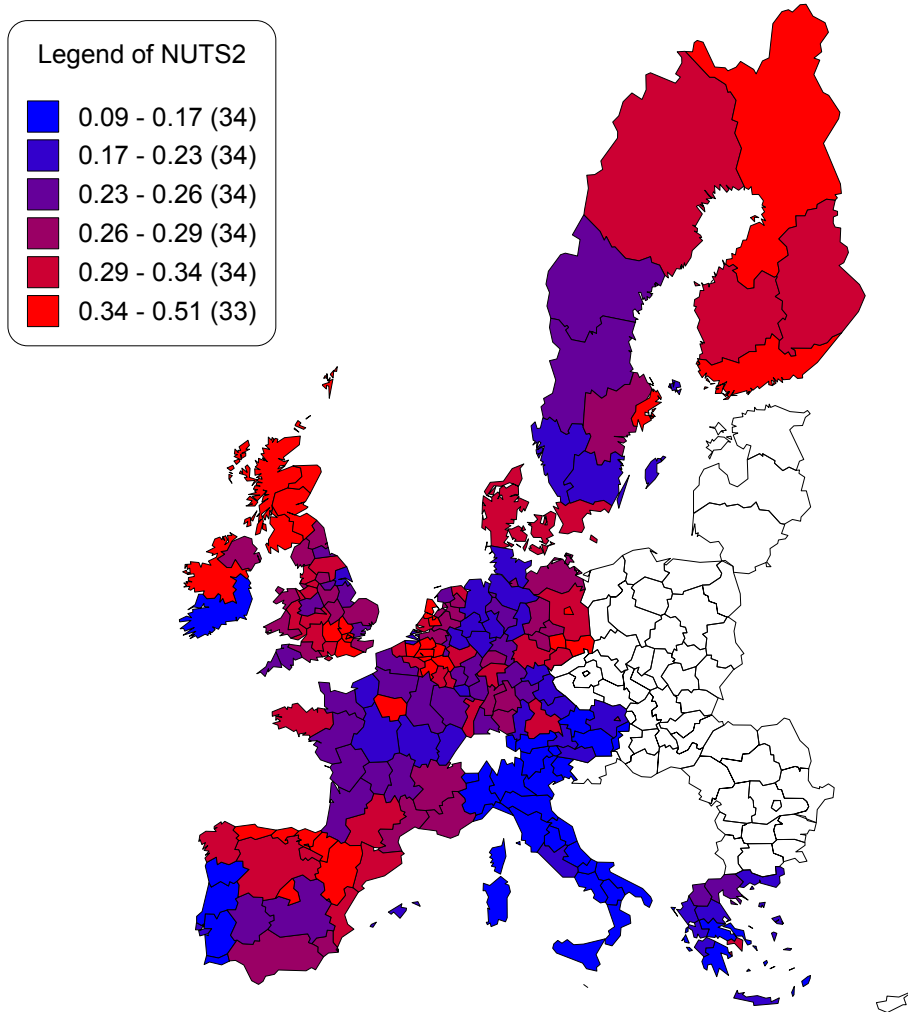 Legend of NUTS2
0.09 - 0.17 (34)
0.17 - 0.23 (34)
0.23 - 0.26 (34)
0.26 - 0.29 (34)
0.29 - 0.34 (34)
0.34 - 0.51 (33)